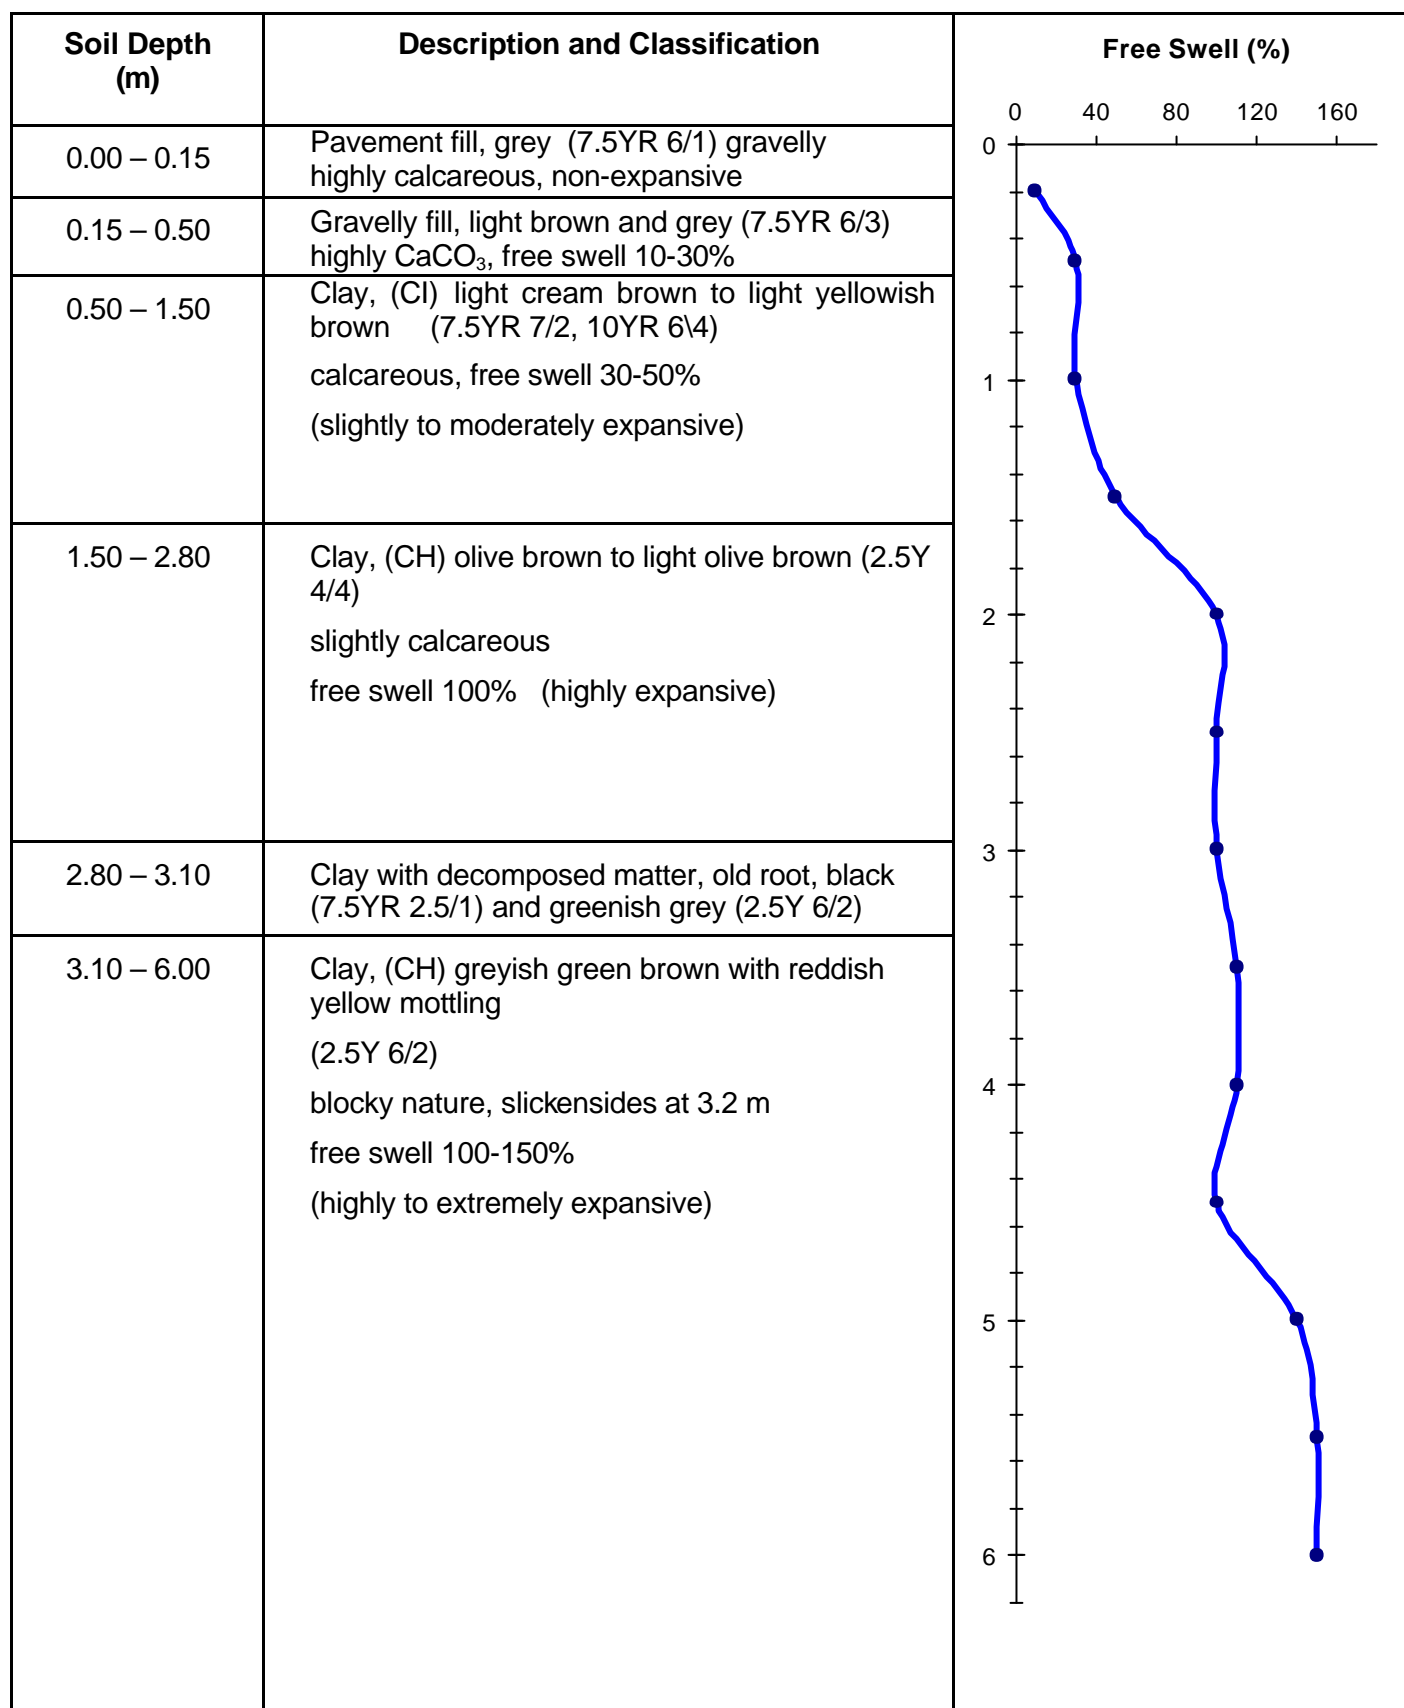 Soil Depth
(m)
Description and Classification
Free Swell (%)
0 40 80 120 160
0.00 – 0.15
Pavement fill, grey (7.5YR 6/1) gravelly
highly calcareous, non-expansive
0.15 – 0.50
Gravelly fill, light brown and grey (7.5YR 6/3)
highly CaCO₃, free swell 10-30%
0.50 – 1.50
Clay, (CI) light cream brown to light yellowish
brown (7.5YR 7/2, 10YR 6\4)
calcareous, free swell 30-50%
(slightly to moderately expansive)
1.50 – 2.80
Clay, (CH) olive brown to light olive brown (2.5Y
4/4)
slightly calcareous
free swell 100% (highly expansive)
2.80 – 3.10
Clay with decomposed matter, old root, black
(7.5YR 2.5/1) and greenish grey (2.5Y 6/2)
3.10 – 6.00
Clay, (CH) greyish green brown with reddish
yellow mottling
(2.5Y 6/2)
blocky nature, slickensides at 3.2 m
free swell 100-150%
(highly to extremely expansive)
0
1
2
3
4
5
6